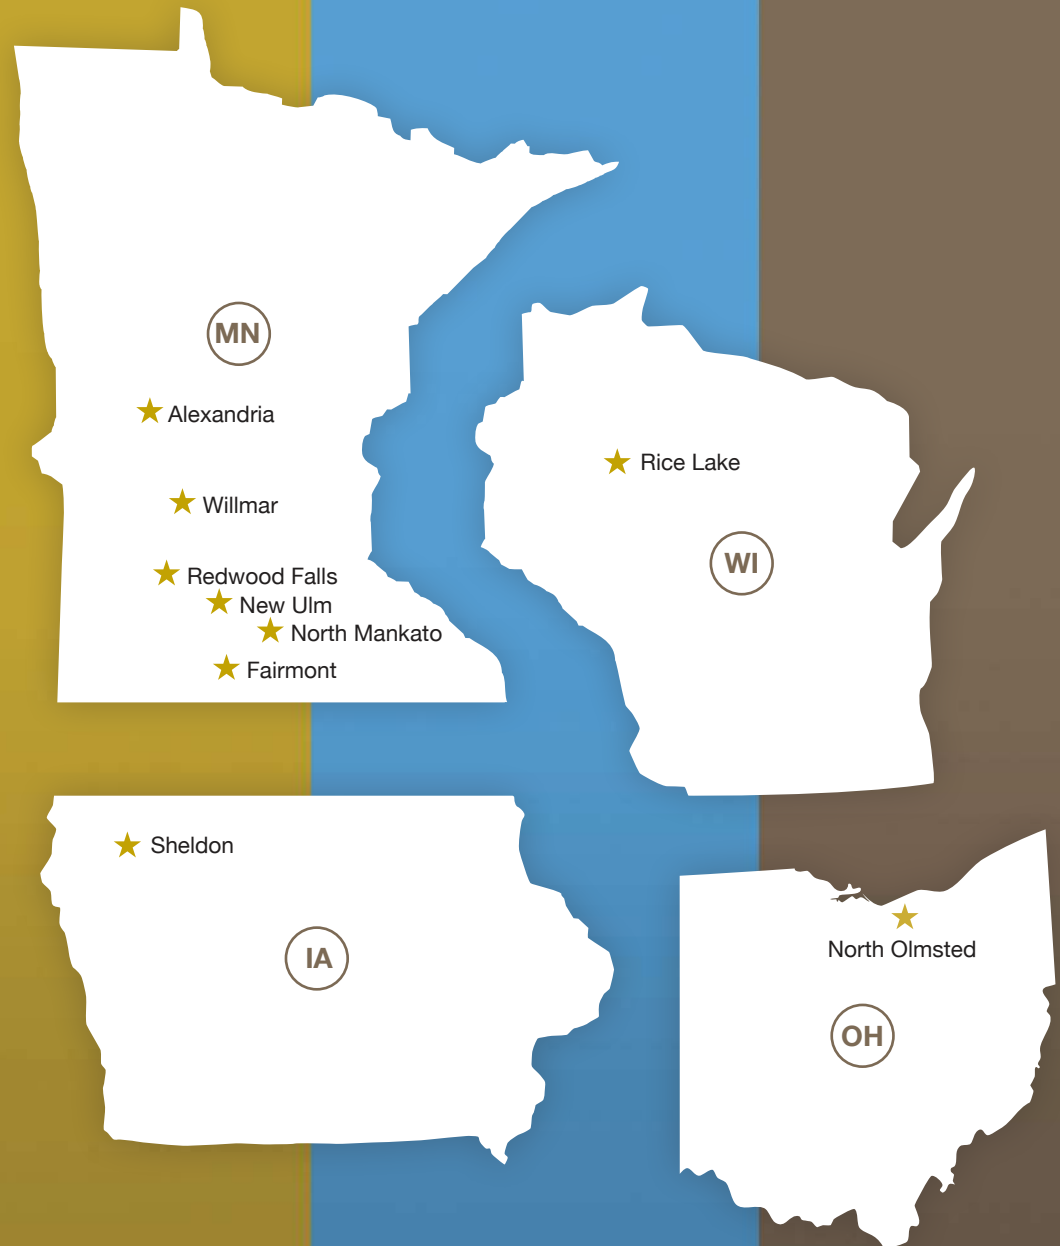 MN
Alexandria
Willmar
Redwood Falls
New Ulm
North Mankato
Fairmont
Rice Lake
WI
Sheldon
IA
North Olmsted
OH